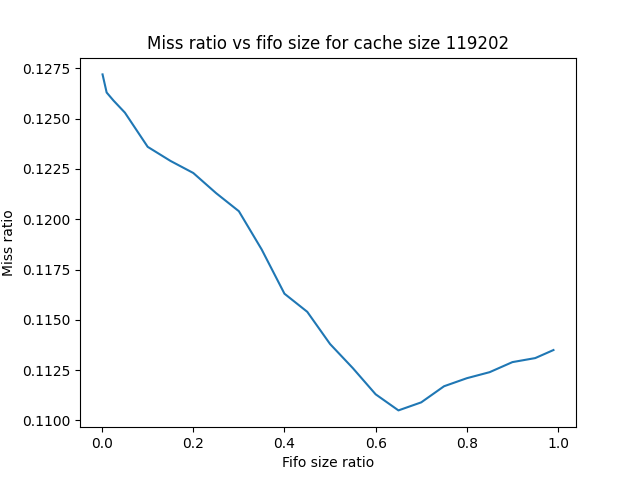 Miss ratio vs fifo size for cache size 119202
0.1275
0.1250
0.1225
0.1200
0.1175
0.1150
0.1125
0.1100
Miss ratio
0.0 0.2 0.4 0.6 0.8 1.0
Fifo size ratio